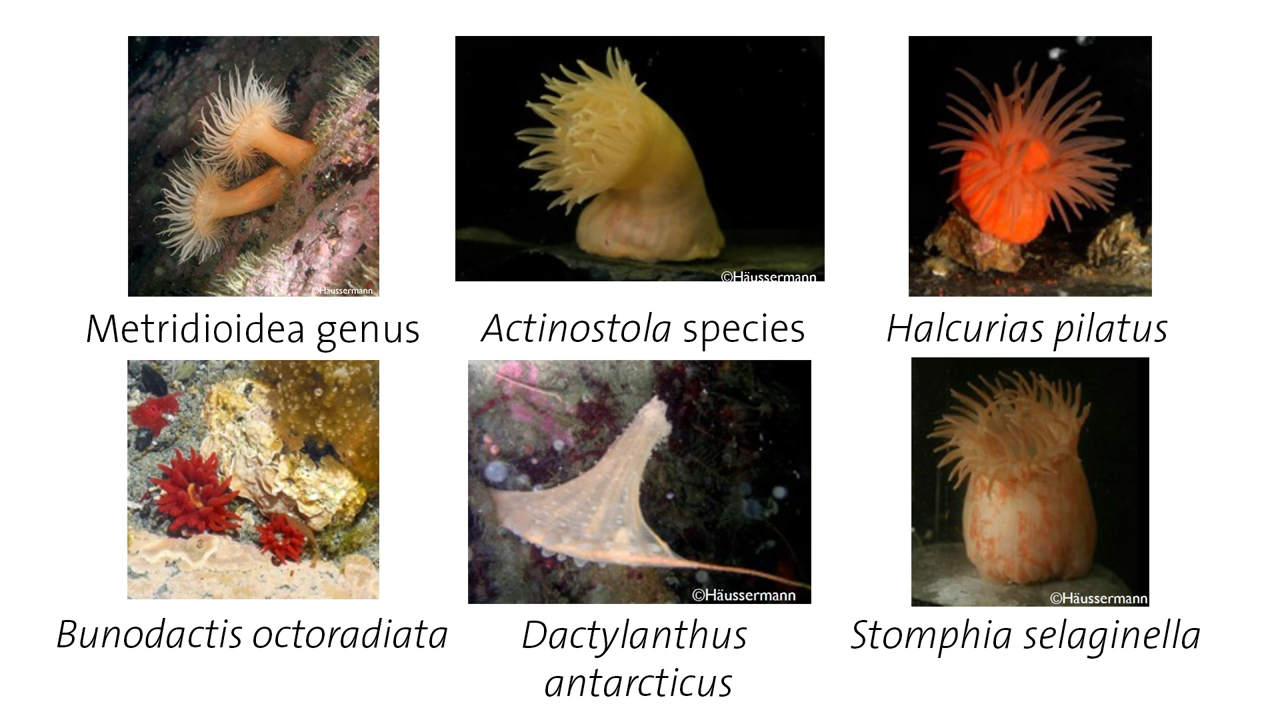 ©Häussermann
©Häussermann
Metridioidea genus
Actinostola species
Halcurias pilatus
©Häussermann
©Häussermann
Bunodactis octoradiata
Dactylanthus
antarcticus
Stomphia selaginella